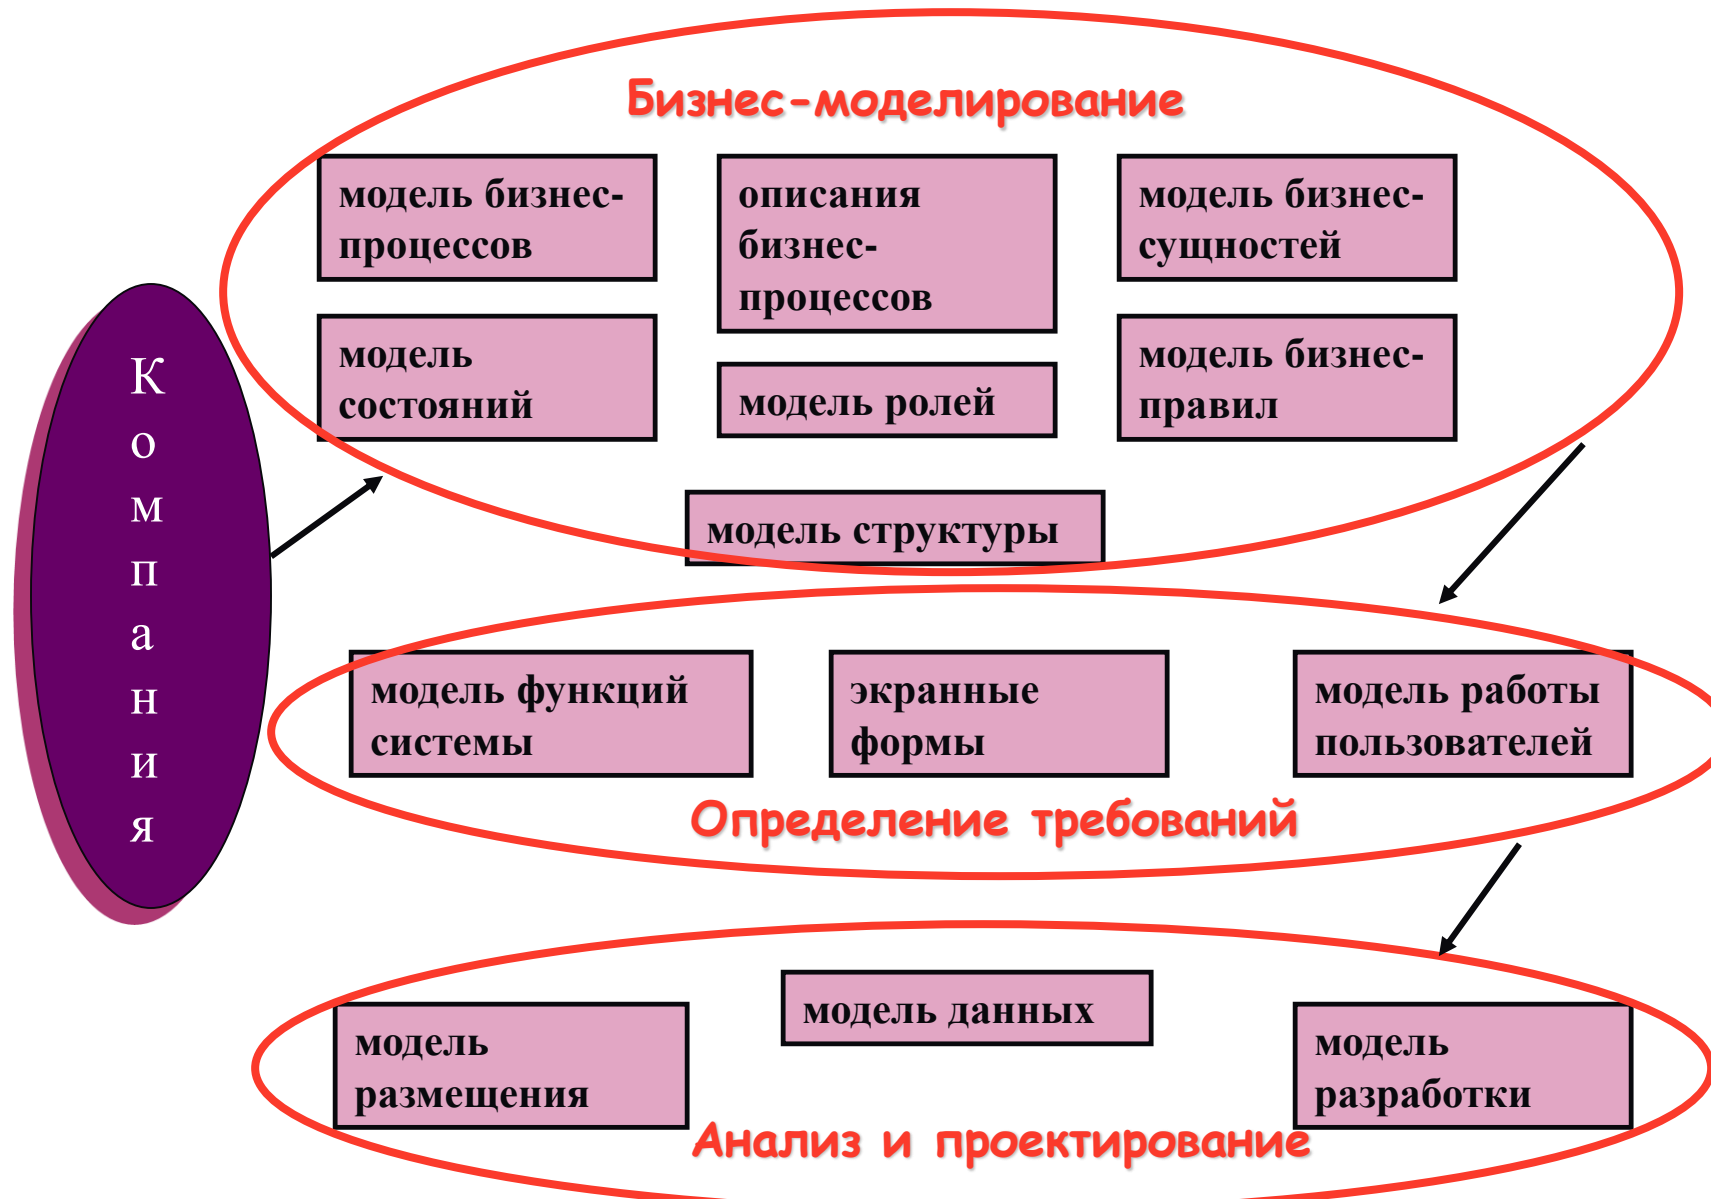 Бизнес-моделирование
модель бизнес-
процессов
описания
бизнес-
процессов
модель бизнес-
сущностей
модель
состояний
модель ролей
модель бизнес-
правил
модель структуры
К
о
м
п
а
н
и
я
модель функций
системы
экранные
формы
модель работы
пользователей
Определение требований
модель
размещения
модель данных
модель
разработки
Анализ и проектирование